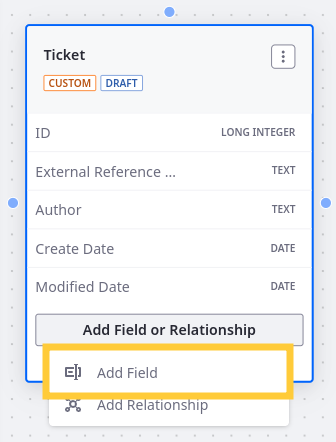 Ticket
CUSTOM DRAFT
ID LONG INTEGER
External Reference ... TEXT
Author TEXT
Create Date DATE
Modified Date DATE
Add Field or Relationship
Add Field
Add Relationship